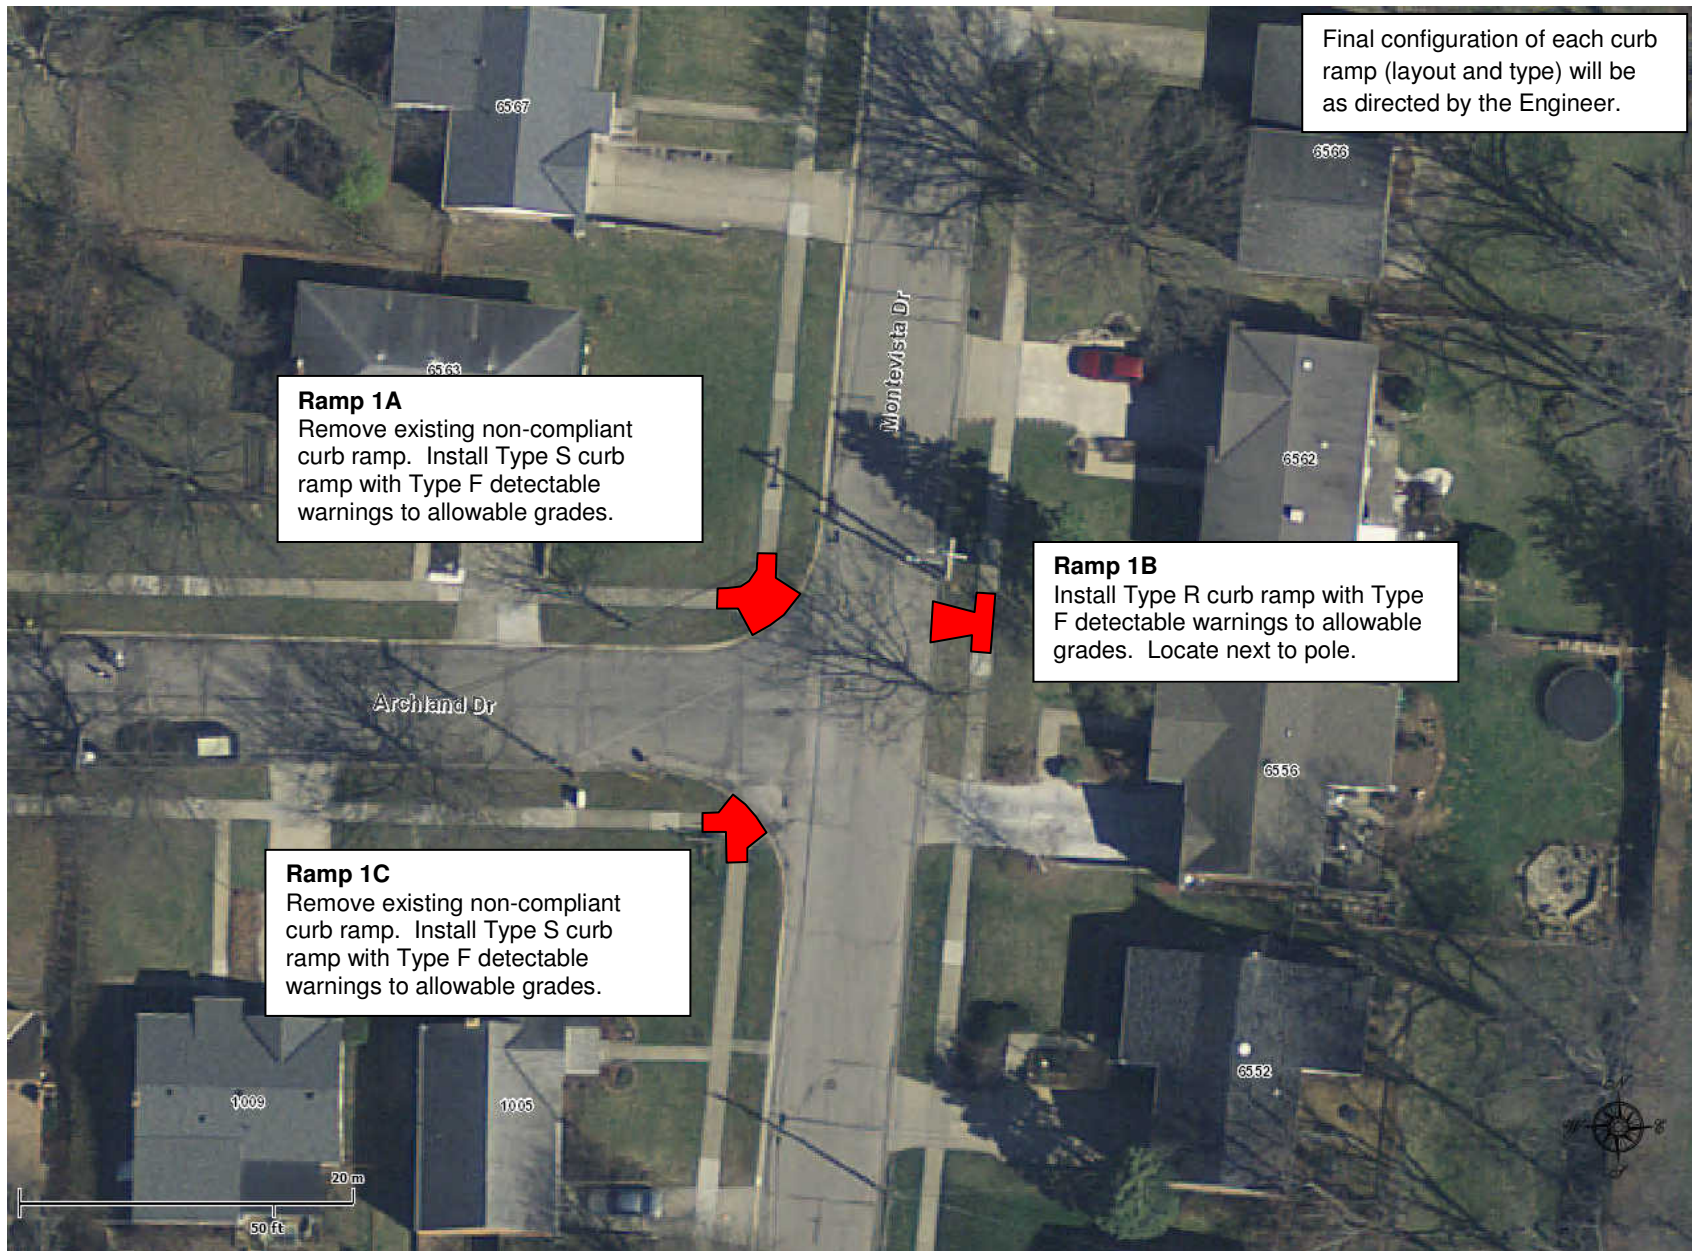 Final configuration of each curb
ramp (layout and type) will be
as directed by the Engineer.
6567
6566
Montevista Dr
6563
Ramp 1A
Remove existing non-compliant
curb ramp. Install Type S curb
ramp with Type F detectable
warnings to allowable grades.
6562
Ramp 1B
Install Type R curb ramp with Type
F detectable warnings to allowable
grades. Locate next to pole.
Archland Dr
6556
Ramp 1C
Remove existing non-compliant
curb ramp. Install Type S curb
ramp with Type F detectable
warnings to allowable grades.
6552
1009
1005
N
W E
S
20 m
50 ft